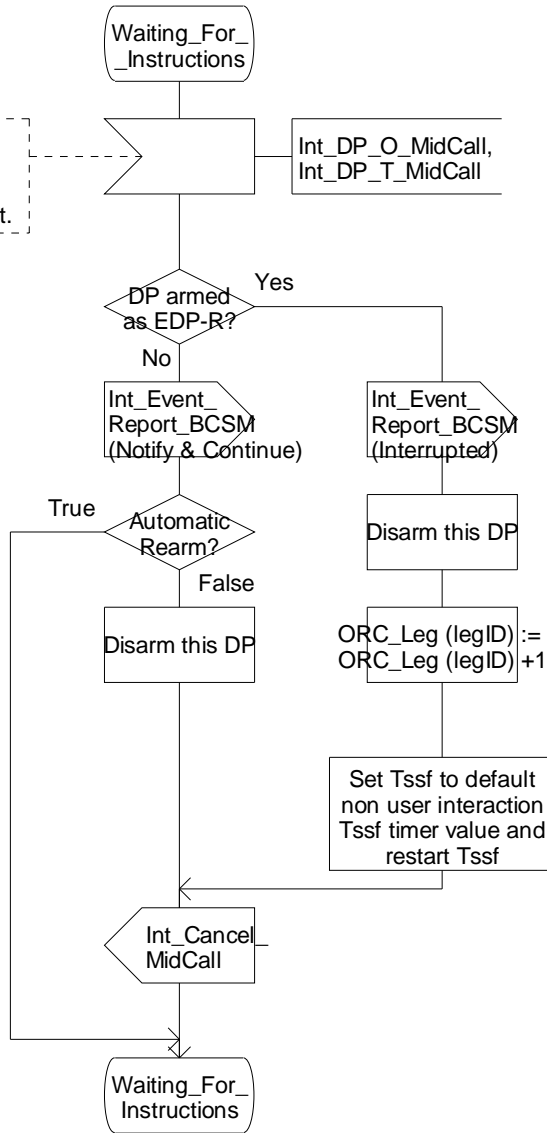 Waiting_For_
_Instructions
t.
Int_DP_O_MidCall,
Int_DP_T_MidCall
DP armed
as EDP-R?
Yes
No
Int_Event_
Report_BCSM
(Notify & Continue)
Int_Event_
Report_BCSM
(Interrupted)
True
Automatic
Rearm?
False
Disarm this DP
Disarm this DP
ORC_Leg (legID) :=
ORC_Leg (legID) +1
Set Tssf to default
non user interaction
Tssf timer value and
restart Tssf
Int_Cancel_
MidCall
Waiting_For_
Instructions